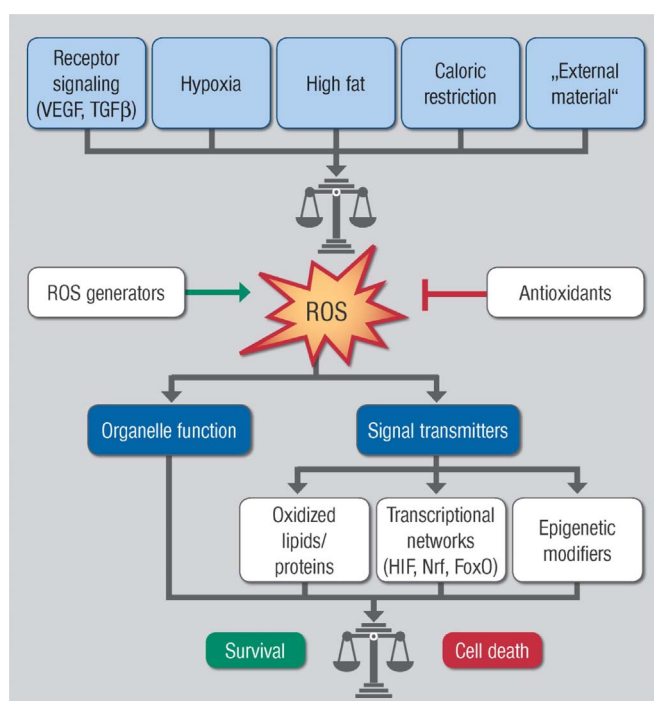 Receptor
signaling
(VEGF, TGFβ)
Hypoxia
High fat
Caloric
restriction
„External
material“
ROS generators
ROS
Antioxidants
Organelle function
Signal transmitters
Oxidized
lipids/
proteins
Transcriptional
networks
(HIF, Nrf, FoxO)
Epigenetic
modifiers
Survival
Cell death